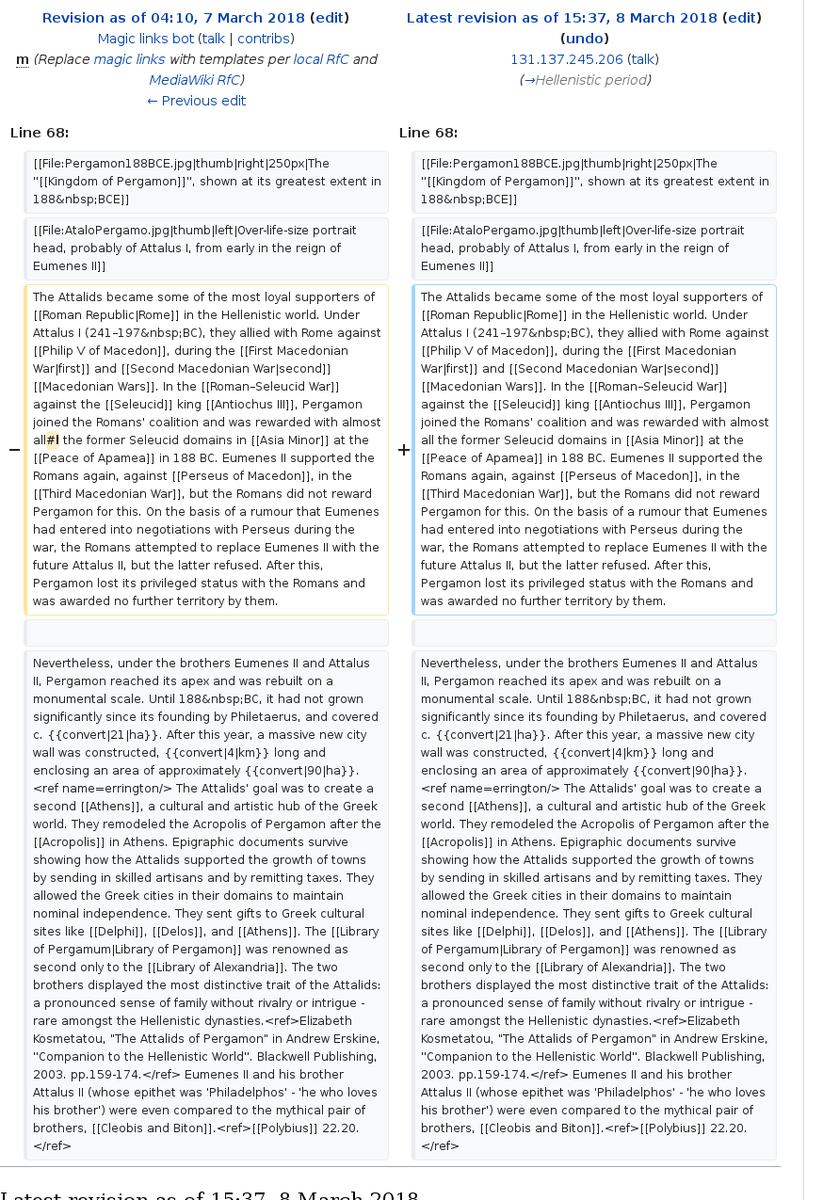 Revision as of 04:10, 7 March 2018 (edit)
Magic links bot (talk | contribs)
m (Replace magic links with templates per local RfC and
MediaWiki RfC)
← Previous edit
Latest revision as of 15:37, 8 March 2018 (edit)
(undo)
131.137.245.206 (talk)
(→Hellenistic period)
Line 68:
[[File:Pergamon188BCE.jpg|thumb|right|250px|The
''[[Kingdom of Pergamon]]'', shown at its greatest extent in
188&nbsp;BCE]]
[[File:AtaloPergamo.jpg|thumb|left|Over-life-size portrait
head, probably of Attalus I, from early in the reign of
Eumenes II]]
− The Attalids became some of the most loyal supporters of
[[Roman Republic|Rome]] in the Hellenistic world. Under
Attalus I (241–197&nbsp;BC), they allied with Rome against
[[Philip V of Macedon]], during the [[First Macedonian
War|first]] and [[Second Macedonian War|second]]
[[Macedonian Wars]]. In the [[Roman–Seleucid War]]
against the [[Seleucid]] king [[Antiochus III]], Pergamon
joined the Romans' coalition and was rewarded with almost
all#l the former Seleucid domains in [[Asia Minor]] at the
[[Peace of Apamea]] in 188 BC. Eumenes II supported the
Romans again, against [[Perseus of Macedon]], in the
[[Third Macedonian War]], but the Romans did not reward
Pergamon for this. On the basis of a rumour that Eumenes
had entered into negotiations with Perseus during the
war, the Romans attempted to replace Eumenes II with the
future Attalus II, but the latter refused. After this,
Pergamon lost its privileged status with the Romans and
was awarded no further territory by them.
Nevertheless, under the brothers Eumenes II and Attalus
II, Pergamon reached its apex and was rebuilt on a
monumental scale. Until 188&nbsp;BC, it had not grown
significantly since its founding by Philetaerus, and covered
c. {{convert|21|ha}}. After this year, a massive new city
wall was constructed, {{convert|4|km}} long and
enclosing an area of approximately {{convert|90|ha}}.
<ref name=errington/> The Attalids' goal was to create a
second [[Athens]], a cultural and artistic hub of the Greek
world. They remodeled the Acropolis of Pergamon after the
[[Acropolis]] in Athens. Epigraphic documents survive
showing how the Attalids supported the growth of towns
by sending in skilled artisans and by remitting taxes. They
allowed the Greek cities in their domains to maintain
nominal independence. They sent gifts to Greek cultural
sites like [[Delphi]], [[Delos]], and [[Athens]]. The [[Library
of Pergamum|Library of Pergamon]] was renowned as
second only to the [[Library of Alexandria]]. The two
brothers displayed the most distinctive trait of the Attalids:
a pronounced sense of family without rivalry or intrigue -
rare amongst the Hellenistic dynasties.<ref>Elizabeth
Kosmetatou, "The Attalids of Pergamon" in Andrew Erskine,
''Companion to the Hellenistic World''. Blackwell Publishing,
2003. pp.159-174.</ref> Eumenes II and his brother
Attalus II (whose epithet was 'Philadelphos' - 'he who loves
his brother') were even compared to the mythical pair of
brothers, [[Cleobis and Biton]].<ref>[[Polybius]] 22.20.
</ref>
Line 68:
[[File:Pergamon188BCE.jpg|thumb|right|250px|The
''[[Kingdom of Pergamon]]'', shown at its greatest extent in
188&nbsp;BCE]]
[[File:AtaloPergamo.jpg|thumb|left|Over-life-size portrait
head, probably of Attalus I, from early in the reign of
Eumenes II]]
+ The Attalids became some of the most loyal supporters of
[[Roman Republic|Rome]] in the Hellenistic world. Under
Attalus I (241–197&nbsp;BC), they allied with Rome against
[[Philip V of Macedon]], during the [[First Macedonian
War|first]] and [[Second Macedonian War|second]]
[[Macedonian Wars]]. In the [[Roman–Seleucid War]]
against the [[Seleucid]] king [[Antiochus III]], Pergamon
joined the Romans' coalition and was rewarded with almost
all the former Seleucid domains in [[Asia Minor]] at the
[[Peace of Apamea]] in 188 BC. Eumenes II supported the
Romans again, against [[Perseus of Macedon]], in the
[[Third Macedonian War]], but the Romans did not reward
Pergamon for this. On the basis of a rumour that Eumenes
had entered into negotiations with Perseus during the
war, the Romans attempted to replace Eumenes II with the
future Attalus II, but the latter refused. After this,
Pergamon lost its privileged status with the Romans and
was awarded no further territory by them.
Nevertheless, under the brothers Eumenes II and Attalus
II, Pergamon reached its apex and was rebuilt on a
monumental scale. Until 188&nbsp;BC, it had not grown
significantly since its founding by Philetaerus, and covered
c. {{convert|21|ha}}. After this year, a massive new city
wall was constructed, {{convert|4|km}} long and
enclosing an area of approximately {{convert|90|ha}}.
<ref name=errington/> The Attalids' goal was to create a
second [[Athens]], a cultural and artistic hub of the Greek
world. They remodeled the Acropolis of Pergamon after the
[[Acropolis]] in Athens. Epigraphic documents survive
showing how the Attalids supported the growth of towns
by sending in skilled artisans and by remitting taxes. They
allowed the Greek cities in their domains to maintain
nominal independence. They sent gifts to Greek cultural
sites like [[Delphi]], [[Delos]], and [[Athens]]. The [[Library
of Pergamum|Library of Pergamon]] was renowned as
second only to the [[Library of Alexandria]]. The two
brothers displayed the most distinctive trait of the Attalids:
a pronounced sense of family without rivalry or intrigue -
rare amongst the Hellenistic dynasties.<ref>Elizabeth
Kosmetatou, "The Attalids of Pergamon" in Andrew Erskine,
''Companion to the Hellenistic World''. Blackwell Publishing,
2003. pp.159-174.</ref> Eumenes II and his brother
Attalus II (whose epithet was 'Philadelphos' - 'he who loves
his brother') were even compared to the mythical pair of
brothers, [[Cleobis and Biton]].<ref>[[Polybius]] 22.20.
</ref>
Latest revision as of 15:37, 8 March 2018